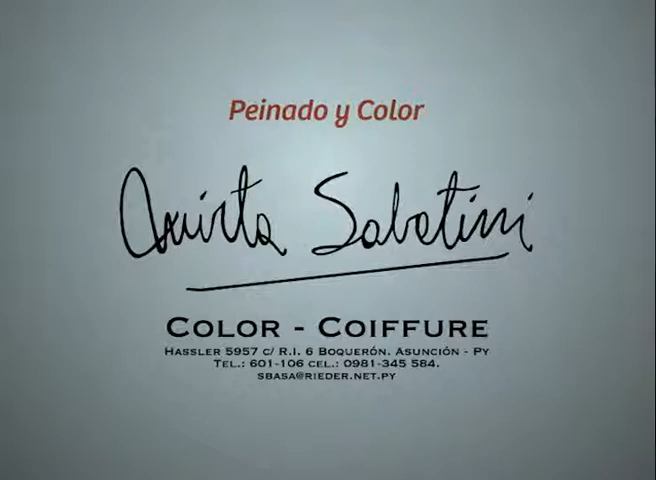 Peinado y Color
Sabatini
COLOR - COIFFURE
HASSLER 5957 C/ R.I. 6 BOQUERÓN. ASUNCIÓN - PY
TEL.: 601-106 CEL.: 0981-345 584.
SBASA@RIEDER.NET.PY